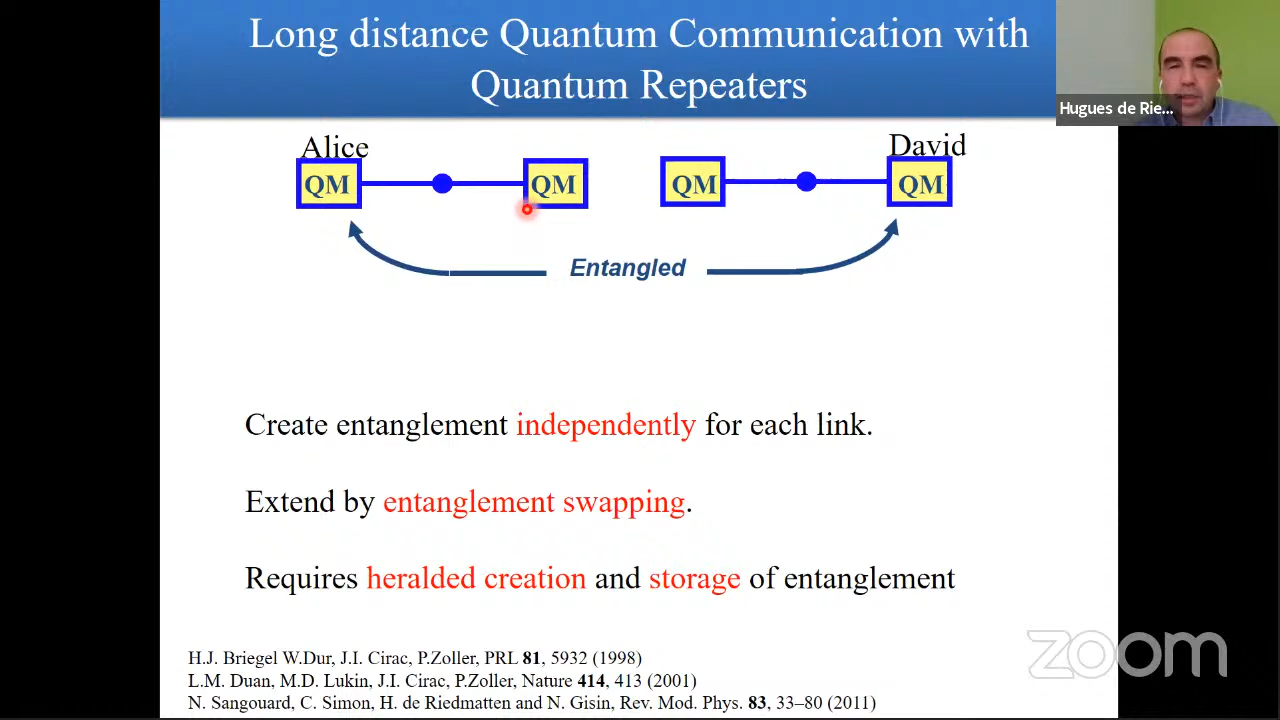 Long distance Quantum Communication with
Quantum Repeaters
Hugues de Rie...
Alice
David
QM
QM
QM
QM
Entangled
Create entanglement independently for each link.
Extend by entanglement swapping.
Requires heralded creation and storage of entanglement
H.J. Briegel W.Dur, J.I. Cirac, P.Zoller, PRL 81, 5932 (1998)
L.M. Duan, M.D. Lukin, J.I. Cirac, P.Zoller, Nature 414, 413 (2001)
N. Sangouard, C. Simon, H. de Riedmatten and N. Gisin, Rev. Mod. Phys. 83, 33–80 (2011)
zoom